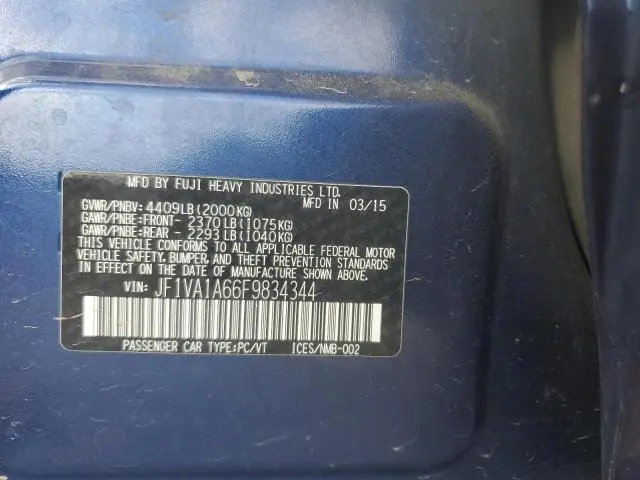 MFD BY FUJI HEAVY INDUSTRIES LTD.
GVWR/PNBV: 4409LB(2000KG) MFD IN 03/15
GAWR/PNBE:FRONT- 2370LB(1075KG)
GAWR/PNBE:REAR - 2293LB(1040KG)
THIS VEHICLE CONFORMS TO ALL APPLICABLE FEDERAL MOTOR
VEHICLE SAFETY, BUMPER, AND THEFT PREVENTION STANDARDS
IN EFFECT ON THE DATE OF MANUFACTURE SHOWN ABOVE.
VIN: JF1VA1A66F9834344
PASSENGER CAR TYPE;PC/VT ICES/NMB-002